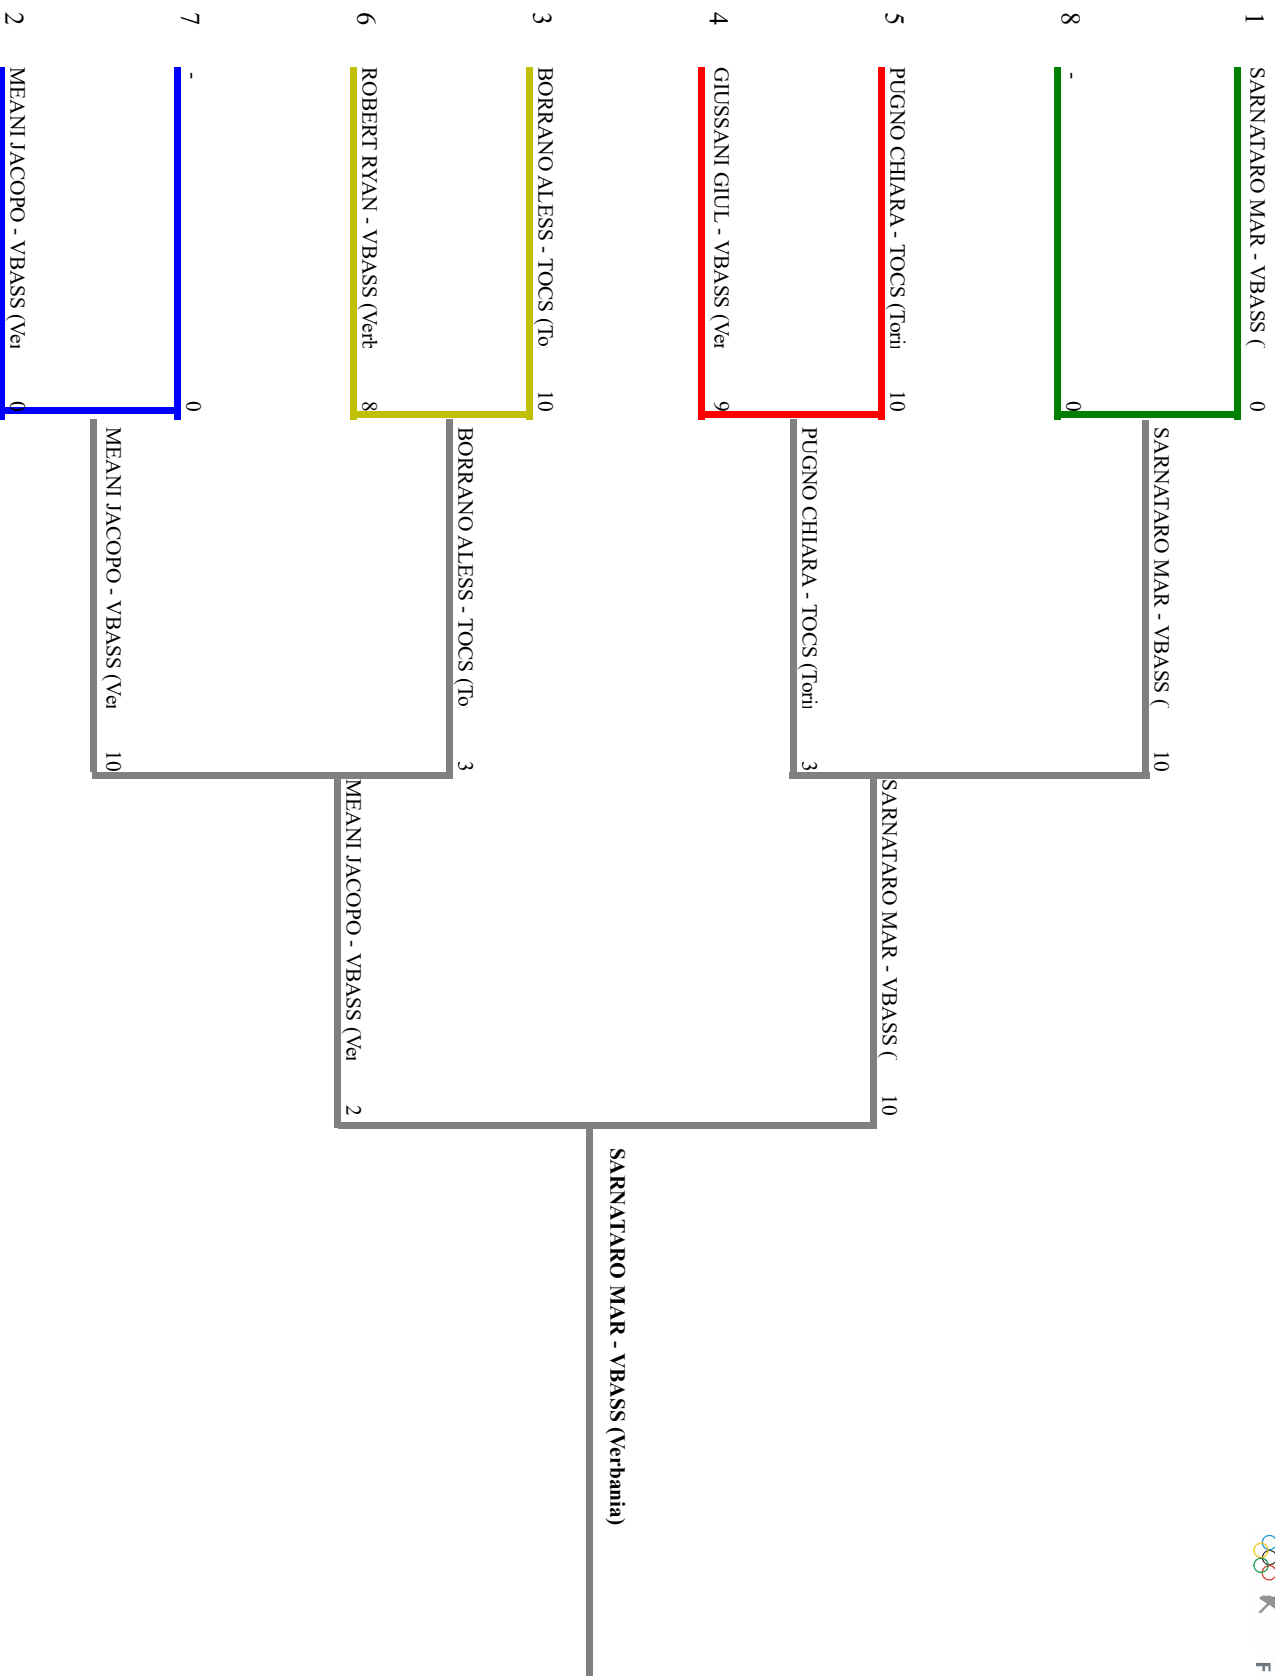 1 SARNATARO MAR - VBASS ( 0
8 - 0
5 PUGNO CHIARA - TOCS (Torii 10
4 GIUSSANI GIUL - VBASS (Ver 9
3 BORRANO ALESS - TOCS (To 10
6 ROBERT RYAN - VBASS (Verb 8
7 - 0
2 MEANI JACOPO - VBASS (Ver 0
SARNATARO MAR - VBASS ( 10
PUGNO CHIARA - TOCS (Torii 3
BORRANO ALESS - TOCS (To 3
MEANI JACOPO - VBASS (Ver 10
SARNATARO MAR - VBASS ( 10
MEANI JACOPO - VBASS (Ver 2
SARNATARO MAR - VBASS (Verbania)
F